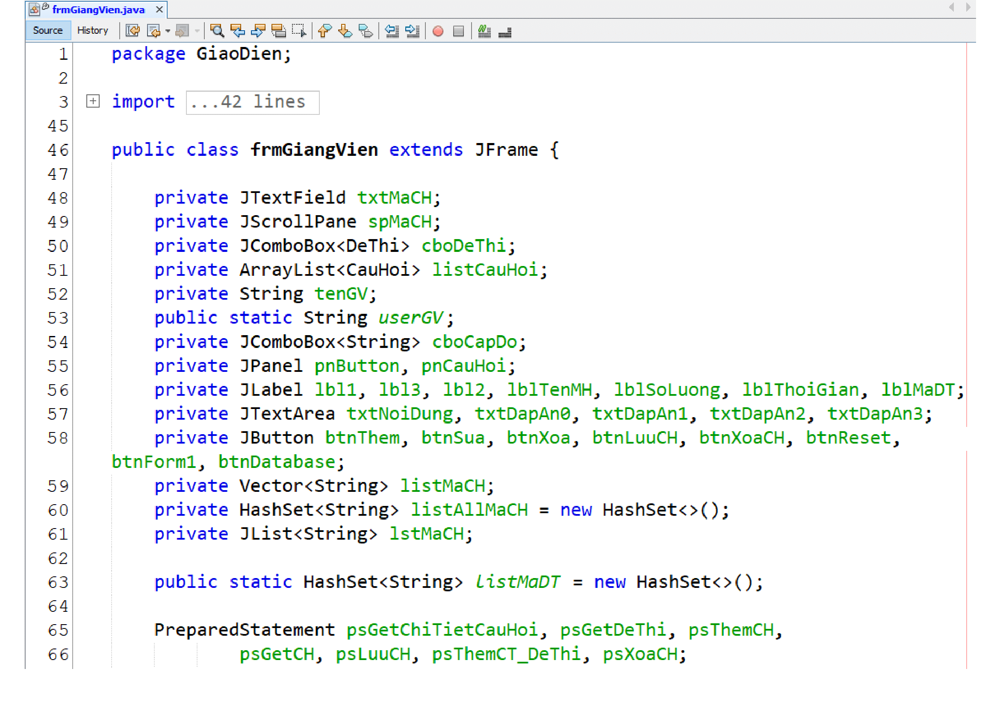 frmGiangVien.java
Source History
1 package GiaoDien;
2
3 import ...42 lines
45
46 public class frmGiangVien extends JFrame {
47
48 private JTextField txtMaCH;
49 private JScrollPane spMaCH;
50 private JComboBox<DeThi> cboDeThi;
51 private ArrayList<CauHoi> listCauHoi;
52 private String tenGV;
53 public static String userGV;
54 private JComboBox<String> cboCapDo;
55 private JPanel pnButton, pnCauHoi;
56 private JLabel lbl1, lbl3, lbl2, lblTenMH, lblSoLuong, lblThoiGian, lblMaDT;
57 private JTextArea txtNoiDung, txtDapAn0, txtDapAn1, txtDapAn2, txtDapAn3;
58 private JButton btnThem, btnSua, btnXoa, btnLuuCH, btnXoaCH, btnReset,
btnForm1, btnDatabase;
59 private Vector<String> listMaCH;
60 private HashSet<String> listAllMaCH = new HashSet<>();
61 private JList<String> lstMaCH;
62
63 public static HashSet<String> listMaDT = new HashSet<>();
64
65 PreparedStatement psGetChiTietCauHoi, psGetDeThi, psThemCH,
66 psGetCH, psLuuCH, psThemCT_DeThi, psXoaCH;